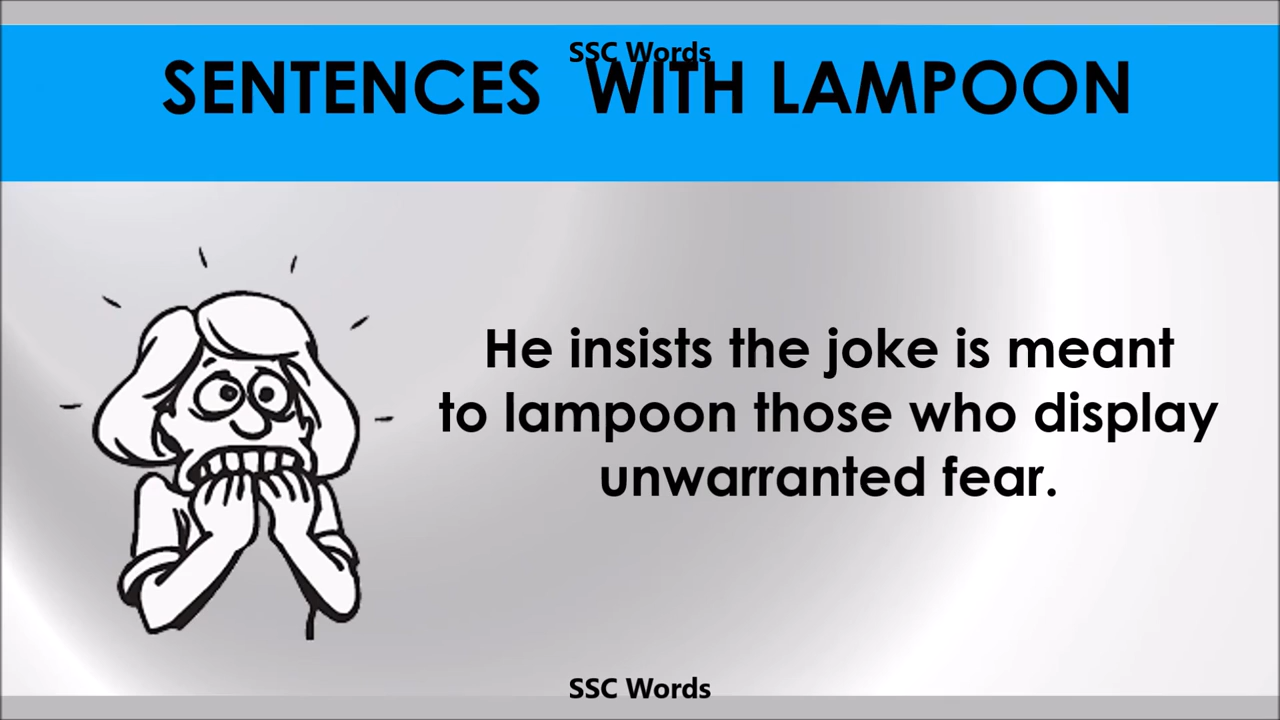 SSC Words
SENTENCES WITH LAMPOON
He insists the joke is meant
to lampoon those who display
unwarranted fear.
SSC Words